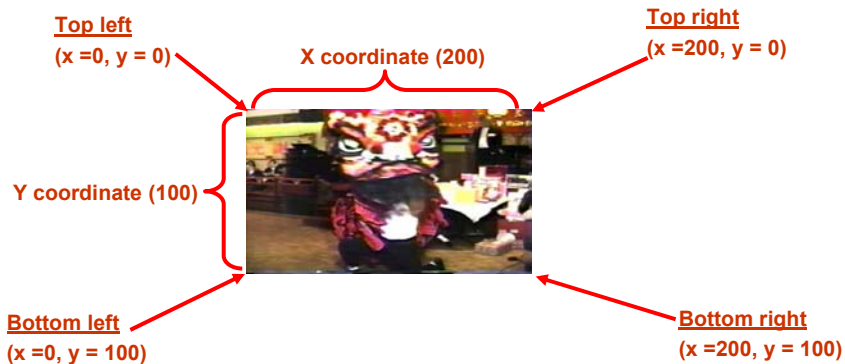 Top left
(x =0, y = 0)
X coordinate (200)
Top right
(x =200, y = 0)
Y coordinate (100)
Bottom left
(x =0, y = 100)
Bottom right
(x =200, y = 100)